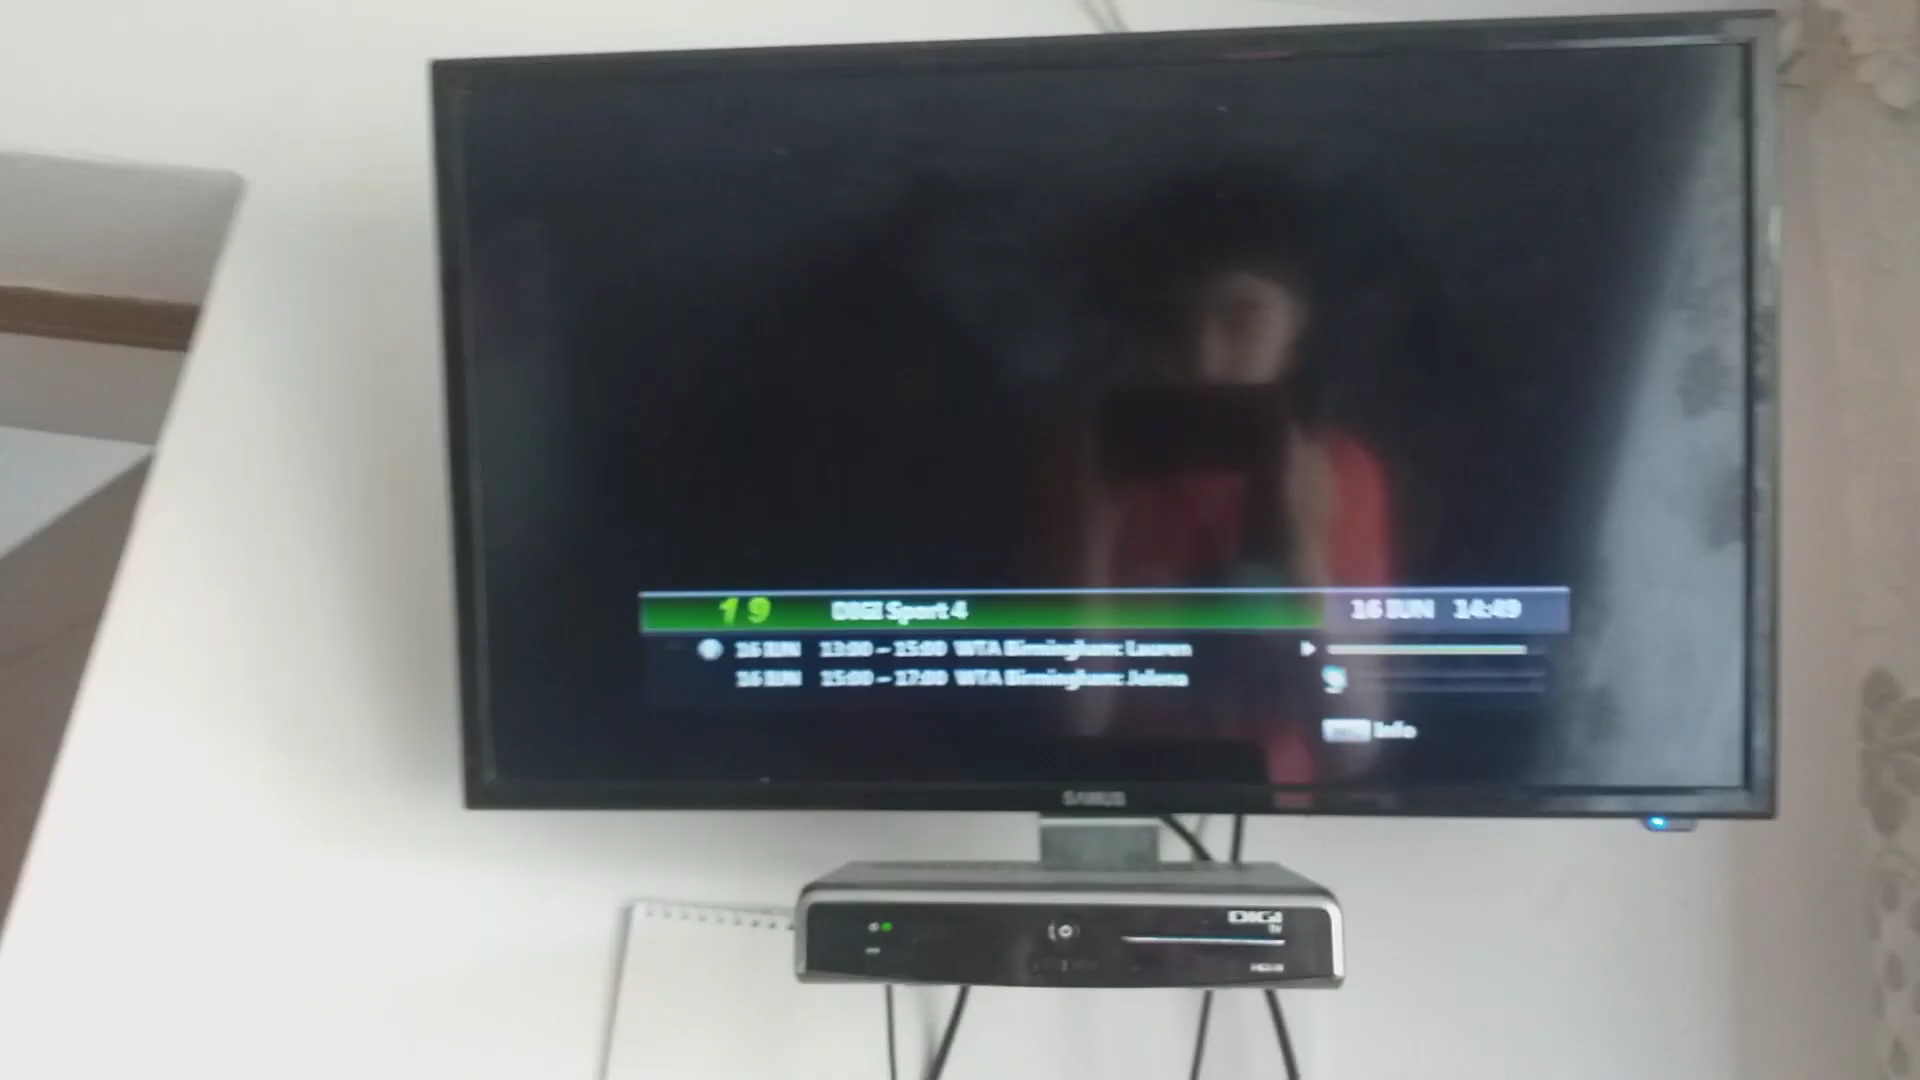 19 DIGI Sport 4 16 IUN 14:49
16 IUN 13:00 - 15:00 WTA Birmingham: Lauren
16 IUN 15:00 - 17:00 WTA Birmingham: Jelena
Info
DIGI
TV